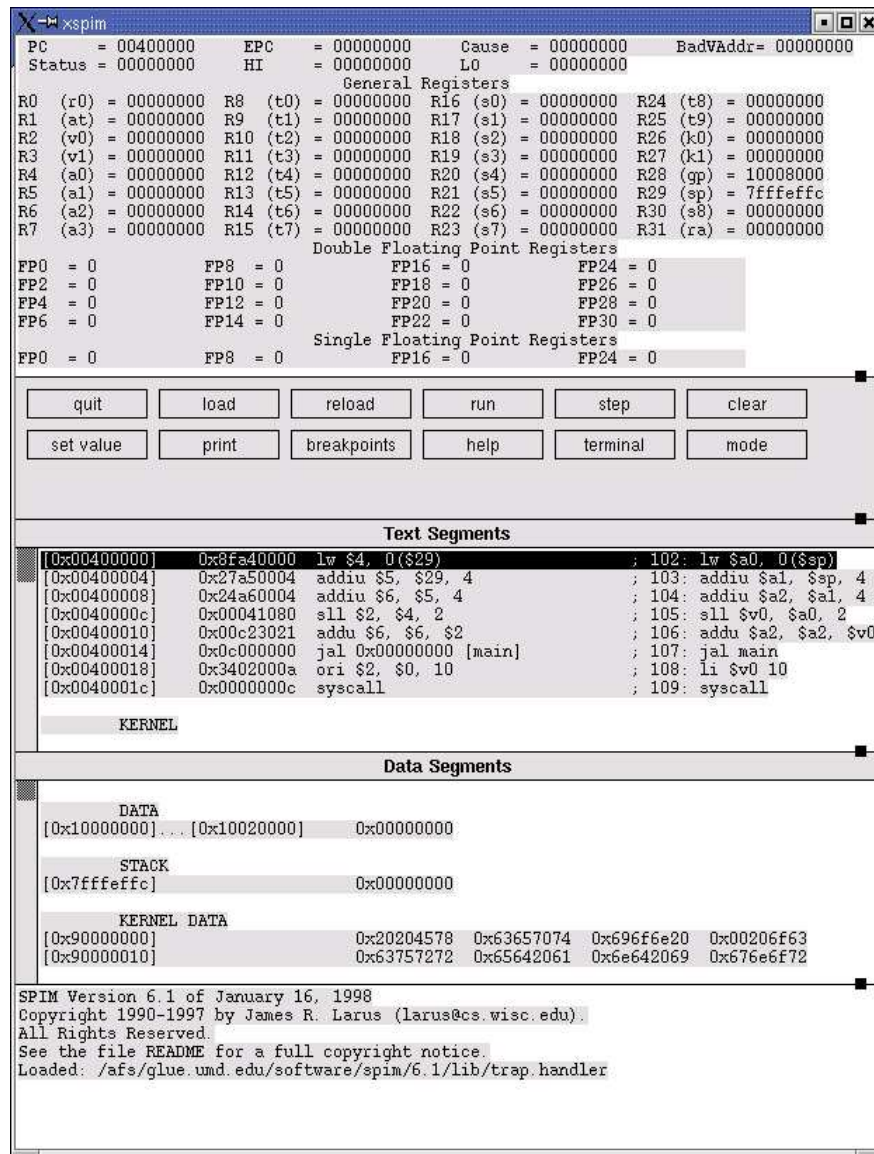 xspim
PC      = 00400000   EPC     = 00000000   Cause   = 00000000   BadVAddr= 00000000
Status = 00000000   HI      = 00000000   LO      = 00000000
General Registers
R0  (r0) = 00000000  R8  (t0) = 00000000  R16 (s0) = 00000000  R24 (t8) = 00000000
R1  (at) = 00000000  R9  (t1) = 00000000  R17 (s1) = 00000000  R25 (t9) = 00000000
R2  (v0) = 00000000  R10 (t2) = 00000000  R18 (s2) = 00000000  R26 (k0) = 00000000
R3  (v1) = 00000000  R11 (t3) = 00000000  R19 (s3) = 00000000  R27 (k1) = 00000000
R4  (a0) = 00000000  R12 (t4) = 00000000  R20 (s4) = 00000000  R28 (gp) = 10008000
R5  (a1) = 00000000  R13 (t5) = 00000000  R21 (s5) = 00000000  R29 (sp) = 7fffeffc
R6  (a2) = 00000000  R14 (t6) = 00000000  R22 (s6) = 00000000  R30 (s8) = 00000000
R7  (a3) = 00000000  R15 (t7) = 00000000  R23 (s7) = 00000000  R31 (ra) = 00000000
Double Floating Point Registers
FP0  = 0   FP8  = 0   FP16 = 0   FP24 = 0
FP2  = 0   FP10 = 0   FP18 = 0   FP26 = 0
FP4  = 0   FP12 = 0   FP20 = 0   FP28 = 0
FP6  = 0   FP14 = 0   FP22 = 0   FP30 = 0
Single Floating Point Registers
FP0  = 0   FP8  = 0   FP16 = 0   FP24 = 0
quit load reload run step clear
set value print breakpoints help terminal mode
Text Segments
[0x00400000]   0x8fa40000  lw $4, 0($29)   ; 102: lw $a0, 0($sp)
[0x00400004]   0x27a50004  addiu $5, $29, 4   ; 103: addiu $a1, $sp, 4
[0x00400008]   0x24a60004  addiu $6, $5, 4   ; 104: addiu $a2, $a1, 4
[0x0040000c]   0x00041080  sll $2, $4, 2   ; 105: sll $v0, $a0, 2
[0x00400010]   0x00c23021  addu $6, $6, $2   ; 106: addu $a2, $a2, $v0
[0x00400014]   0x0c000000  jal 0x00000000 [main]   ; 107: jal main
[0x00400018]   0x3402000a  ori $2, $0, 10   ; 108: li $v0 10
[0x0040001c]   0x0000000c  syscall   ; 109: syscall
KERNEL
Data Segments
DATA
[0x10000000]...[0x10020000]   0x00000000
STACK
[0x7fffeffc]   0x00000000
KERNEL DATA
[0x90000000]   0x20204578  0x63657074  0x696f6e20  0x00206f63
[0x90000010]   0x63757272  0x65642061  0x6e642069  0x676e6f72
SPIM Version 6.1 of January 16, 1998
Copyright 1990-1997 by James R. Larus (larus@cs.wisc.edu).
All Rights Reserved.
See the file README for a full copyright notice.
Loaded: /afs/glue.umd.edu/software/spim/6.1/lib/trap.handler